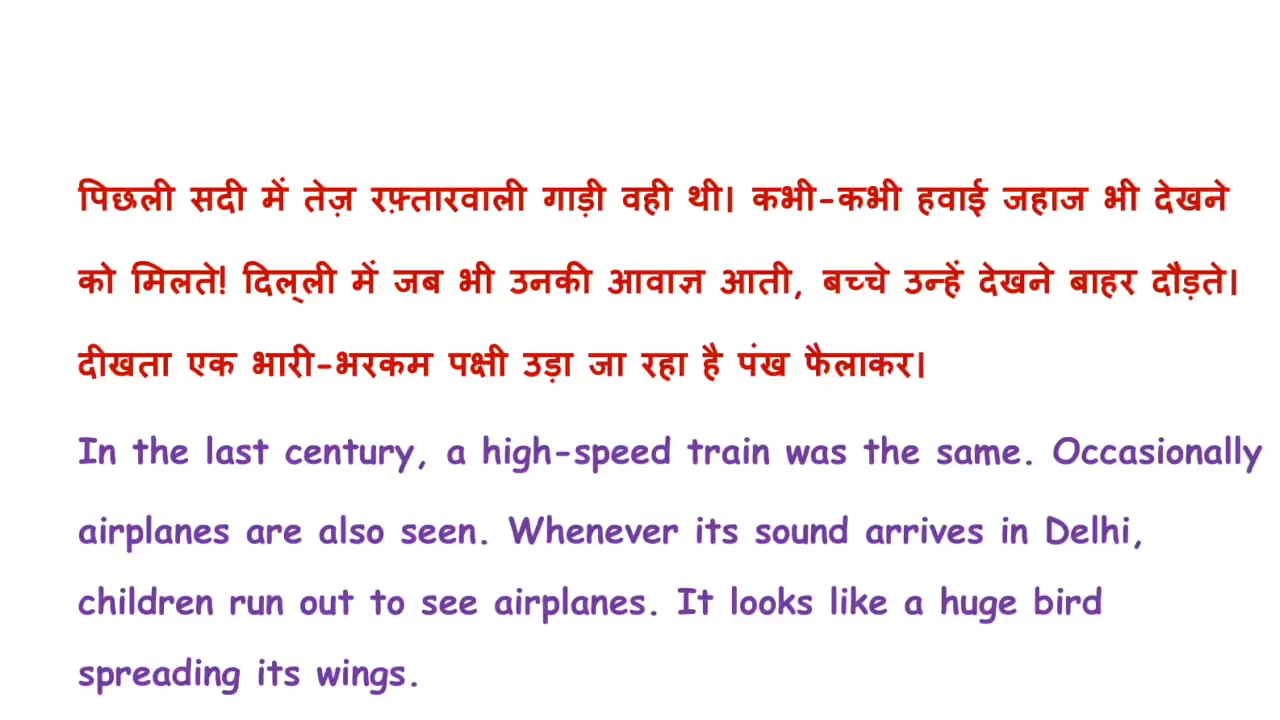 पिछली सदी में तेज़ रफ़्तारवाली गाड़ी वही थी। कभी-कभी हवाई जहाज भी देखने
को मिलते! दिल्ली में जब भी उनकी आवाज्ञ आती, बच्चे उन्हें देखने बाहर दौड़ते।
दीखता एक भारी-भरकम पक्षी उड़ा जा रहा है पंख फैलाकर।
In the last century, a high-speed train was the same. Occasionally
airplanes are also seen. Whenever its sound arrives in Delhi,
children run out to see airplanes. It looks like a huge bird
spreading its wings.